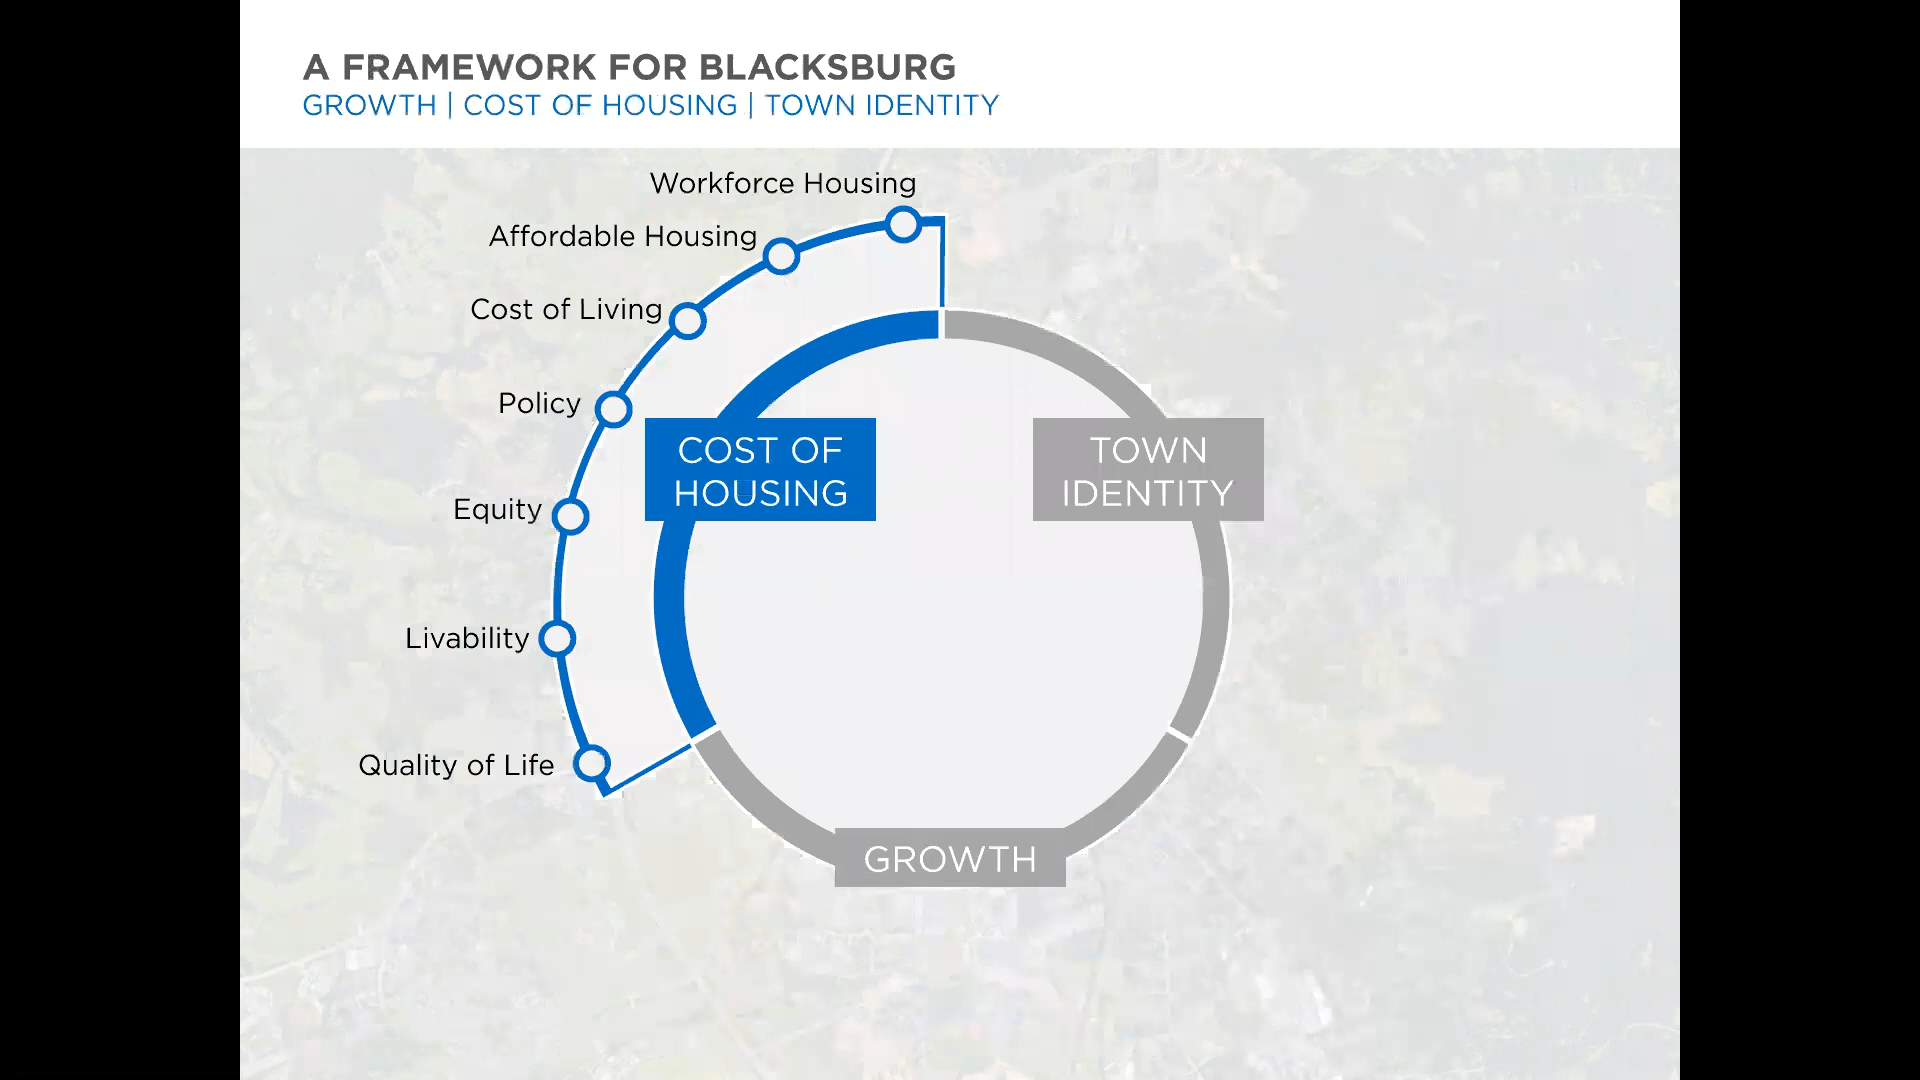 A FRAMEWORK FOR BLACKSBURG
GROWTH | COST OF HOUSING | TOWN IDENTITY
Workforce Housing
Affordable Housing
Cost of Living
Policy
Equity
Livability
Quality of Life
COST OF
HOUSING
TOWN
IDENTITY
GROWTH